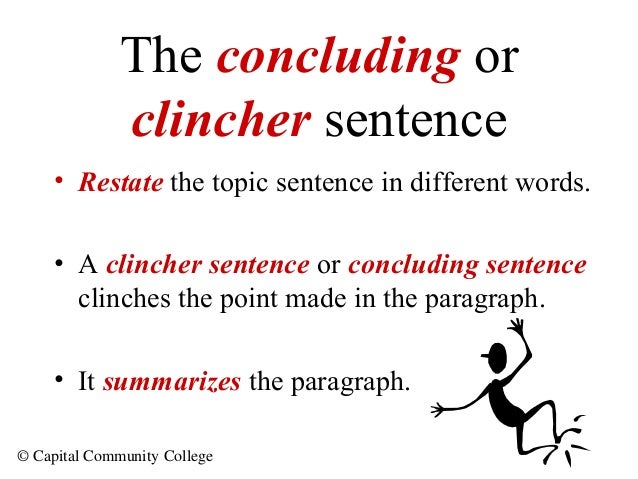 The concluding or
clincher sentence
• Restate the topic sentence in different words.
• A clincher sentence or concluding sentence
clinches the point made in the paragraph.
• It summarizes the paragraph.
© Capital Community College